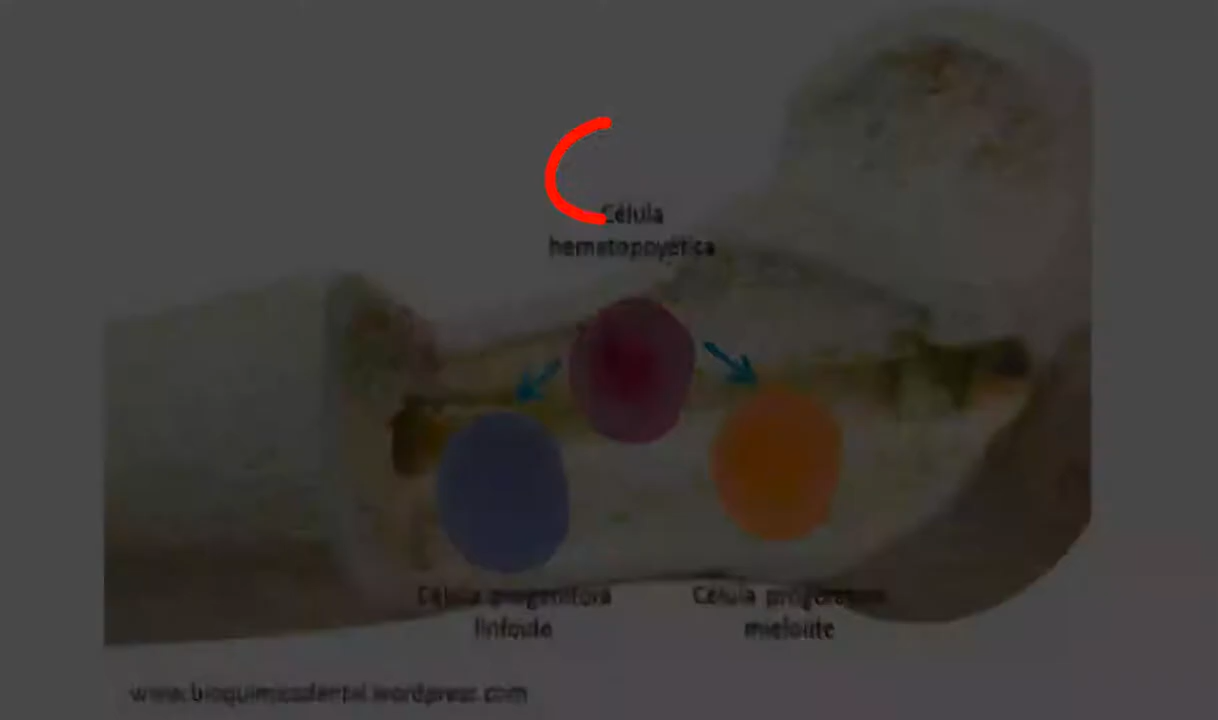 Célula
hematopoyética
Célula progenitora
linfoide
Célula progenitora
mieloide
www.bioquimicadental.wordpress.com